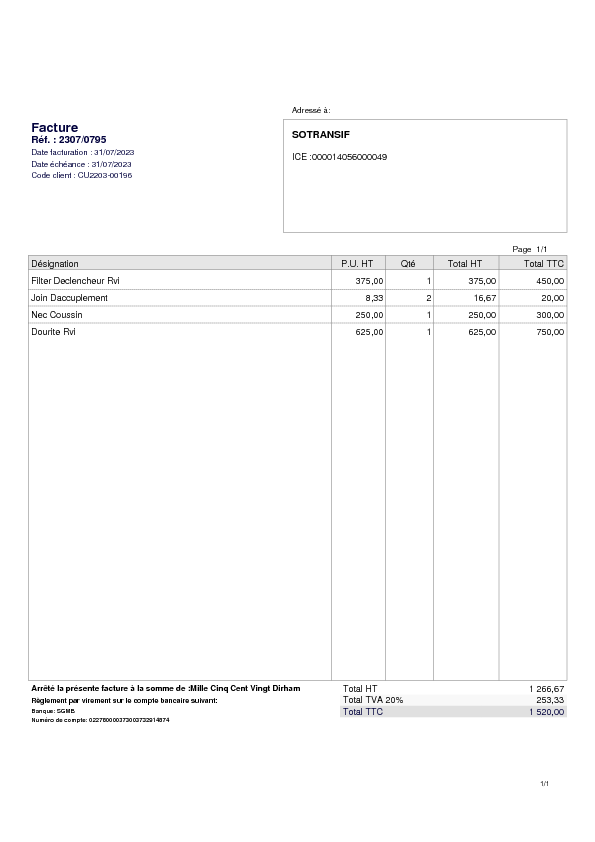 Adressé à:
Facture
Réf. : 2307/0795
Date facturation : 31/07/2023
Date échéance : 31/07/2023
Code client : CU2203-00196
SOTRANSIF
ICE :000014056000049
Page 1/1
Désignation P.U. HT Qté Total HT Total TTC
Filter Declencheur Rvi 375,00 1 375,00 450,00
Join Daccuplement 8,33 2 16,67 20,00
Nec Coussin 250,00 1 250,00 300,00
Dourite Rvi 625,00 1 625,00 750,00
Arrêté la présente facture à la somme de :Mille Cinq Cent Vingt Dirham
Total HT 1 266,67
Règlement par virement sur le compte bancaire suivant:
Total TVA 20% 253,33
Banque: SGMB
Total TTC 1 520,00
Numéro de compte:
1/1